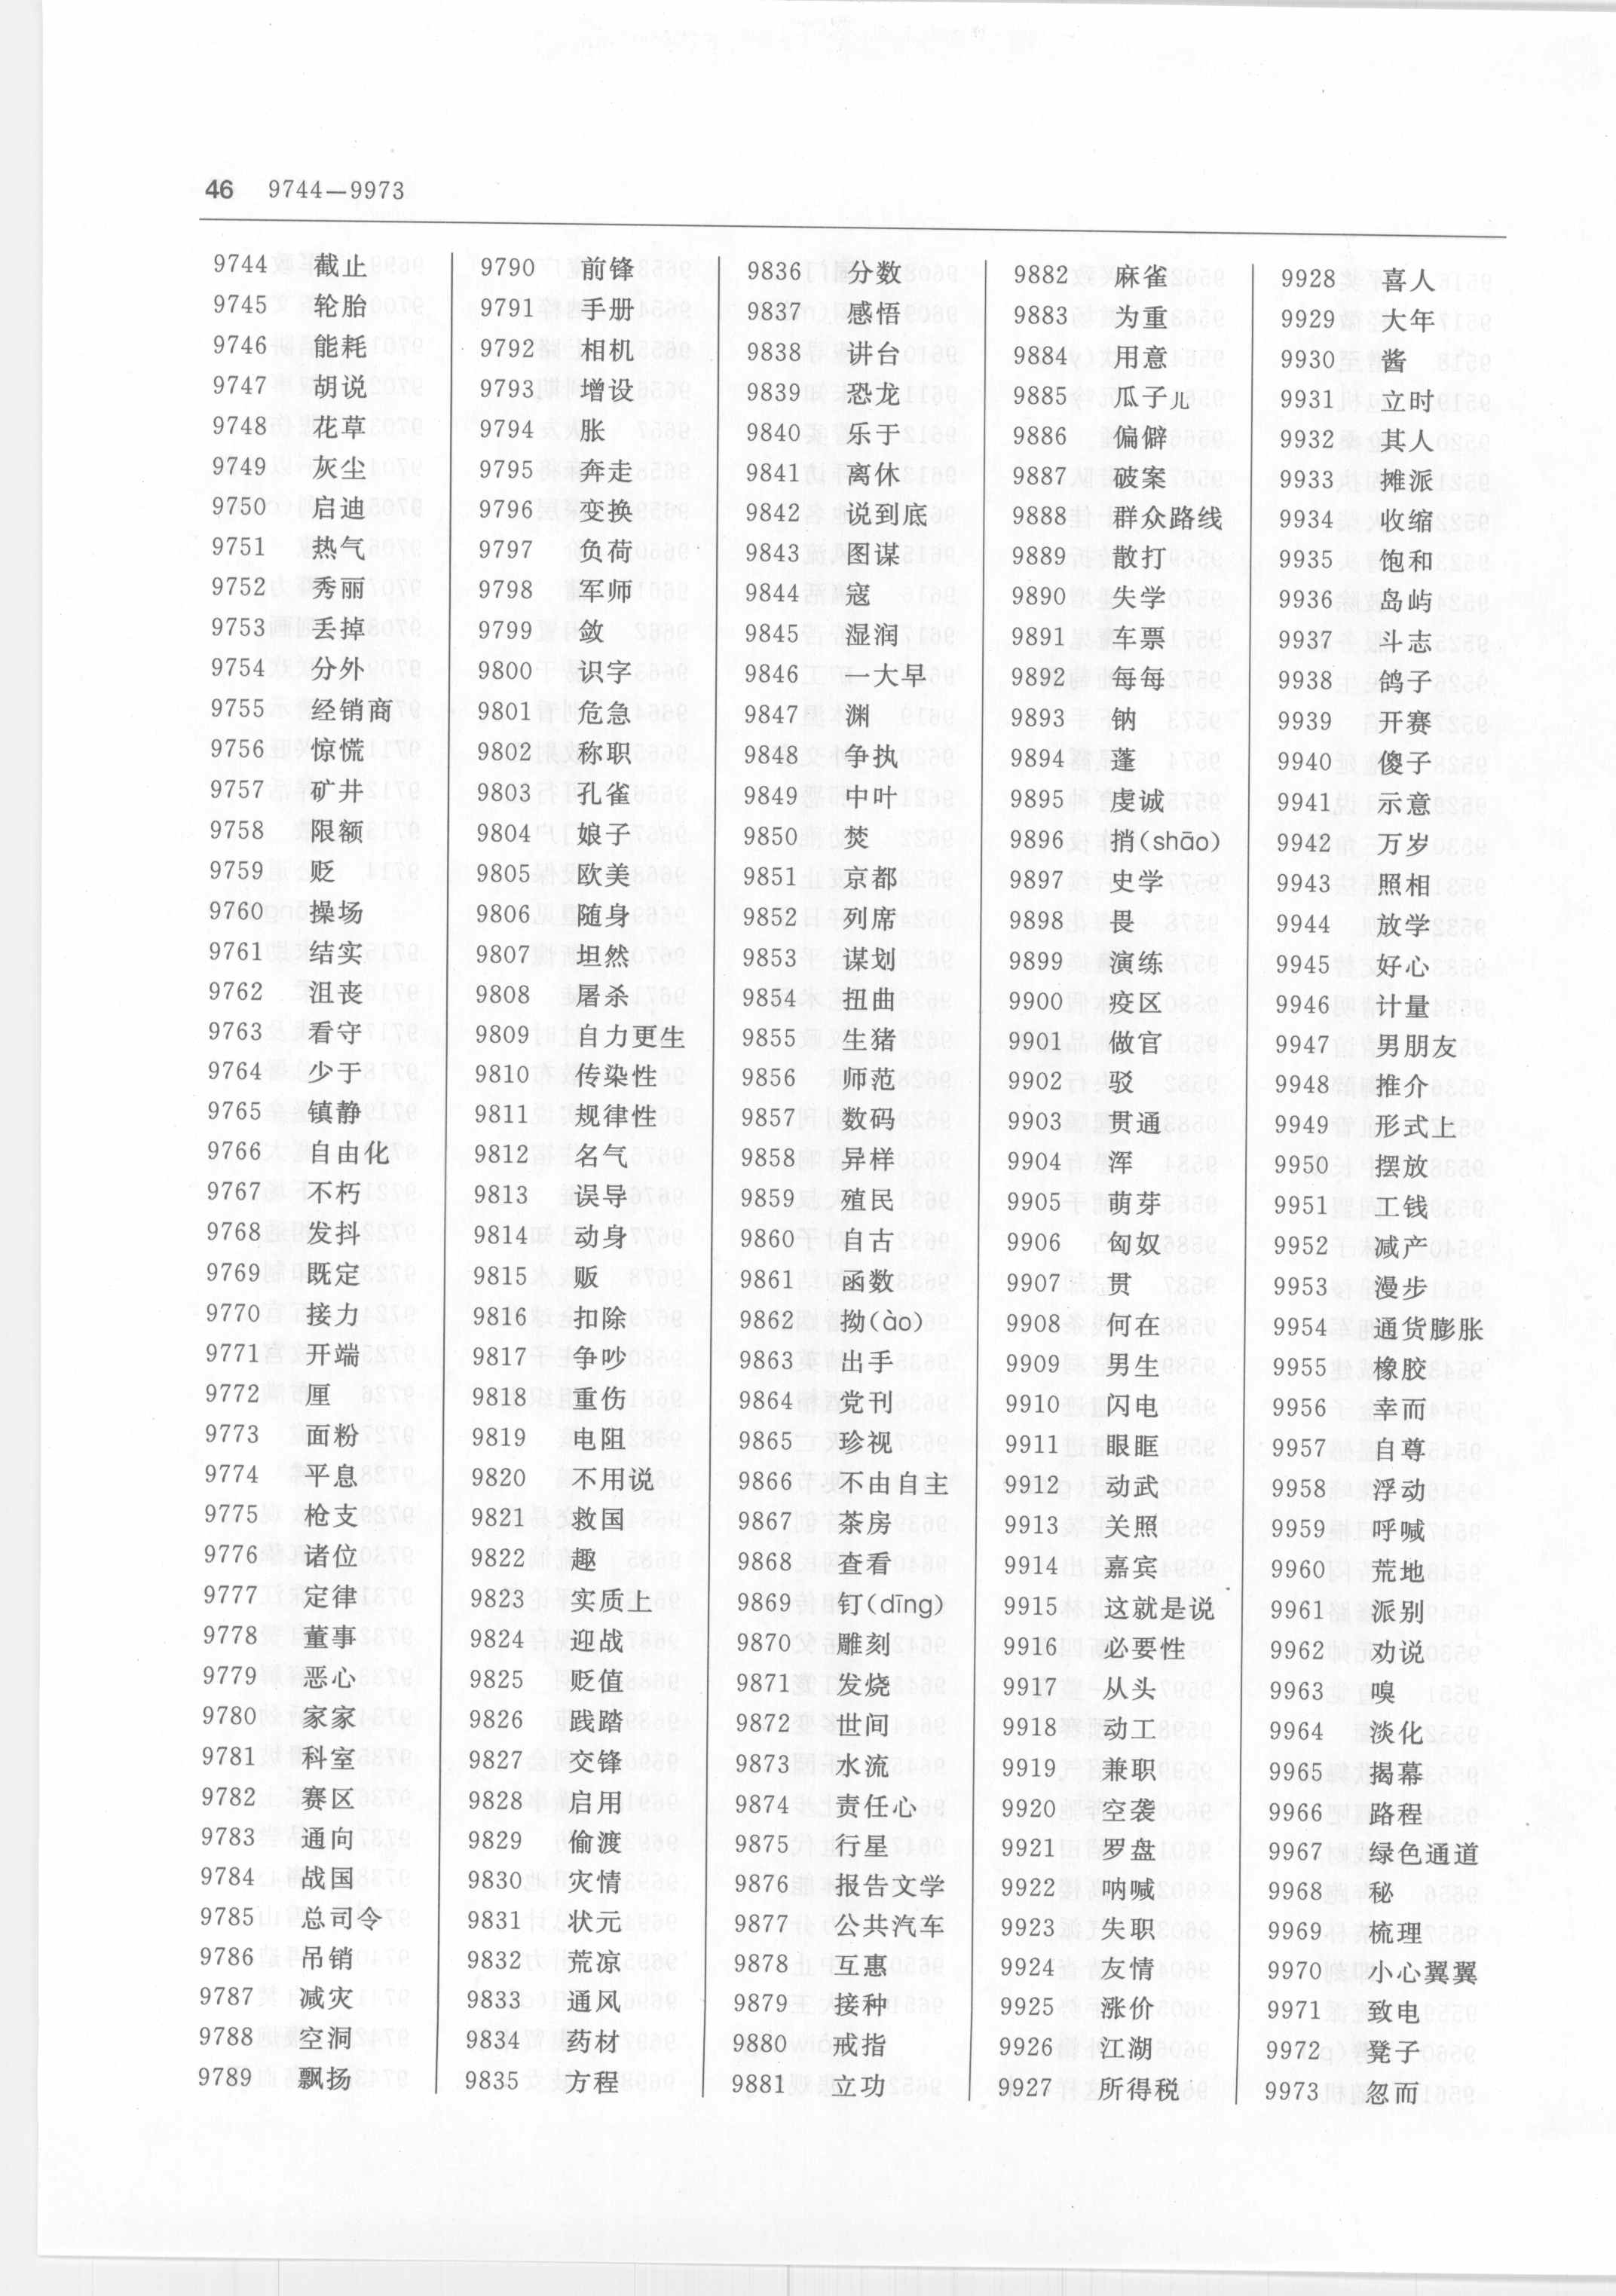 46 9744—9973
9744 截止
9745 轮胎
9746 能耗
9747 胡说
9748 花草
9749 灰尘
9750 启迪
9751 热气
9752 秀丽
9753 丢掉
9754 分外
9755 经销商
9756 惊慌
9757 矿井
9758 限额
9759 贬
9760 操场
9761 结实
9762 沮丧
9763 看守
9764 少于
9765 镇静
9766 自由化
9767 不朽
9768 发抖
9769 既定
9770 接力
9771 开端
9772 厘
9773 面粉
9774 平息
9775 枪支
9776 诸位
9777 定律
9778 董事
9779 恶心
9780 家家
9781 科室
9782 赛区
9783 通向
9784 战国
9785 总司令
9786 吊销
9787 减灾
9788 空洞
9789 飘扬
9790 前锋
9791 手册
9792 相机
9793 增设
9794 胀
9795 奔走
9796 变换
9797 负荷
9798 军师
9799 敛
9800 识字
9801 危急
9802 称职
9803 孔雀
9804 娘子
9805 欧美
9806 随身
9807 坦然
9808 屠杀
9809 自力更生
9810 传染性
9811 规律性
9812 名气
9813 误导
9814 动身
9815 贩
9816 扣除
9817 争吵
9818 重伤
9819 电阻
9820 不用说
9821 救国
9822 趣
9823 实质上
9824 迎战
9825 贬值
9826 践踏
9827 交锋
9828 启用
9829 偷渡
9830 灾情
9831 状元
9832 荒凉
9833 通风
9834 药材
9835 方程
9836 分数
9837 感悟
9838 讲台
9839 恐龙
9840 乐于
9841 离休
9842 说到底
9843 图谋
9844 寇
9845 湿润
9846 一大早
9847 渊
9848 争执
9849 中叶
9850 焚
9851 京都
9852 列席
9853 谋划
9854 扭曲
9855 生猪
9856 师范
9857 数码
9858 异样
9859 殖民
9860 自古
9861 函数
9862 拗(ào)
9863 出手
9864 党刊
9865 珍视
9866 不由自主
9867 茶房
9868 查看
9869 钉(dīng)
9870 雕刻
9871 发烧
9872 世间
9873 水流
9874 责任心
9875 行星
9876 报告文学
9877 公共汽车
9878 互惠
9879 接种
9880 戒指
9881 立功
9882 麻雀
9883 为重
9884 用意
9885 瓜子儿
9886 偏僻
9887 破案
9888 群众路线
9889 散打
9890 失学
9891 车票
9892 每每
9893 钠
9894 蓬
9895 虔诚
9896 捎(shāo)
9897 史学
9898 畏
9899 演练
9900 疫区
9901 做官
9902 驳
9903 贯通
9904 浑
9905 萌芽
9906 匈奴
9907 贯
9908 何在
9909 男生
9910 闪电
9911 眼眶
9912 动武
9913 关照
9914 嘉宾
9915 这就是说
9916 必要性
9917 从头
9918 动工
9919 兼职
9920 空袭
9921 罗盘
9922 呐喊
9923 失职
9924 友情
9925 涨价
9926 江湖
9927 所得税
9928 喜人
9929 大年
9930 酱
9931 立时
9932 其人
9933 摊派
9934 收缩
9935 饱和
9936 岛屿
9937 斗志
9938 鸽子
9939 开赛
9940 傻子
9941 示意
9942 万岁
9943 照相
9944 放学
9945 好心
9946 计量
9947 男朋友
9948 推介
9949 形式上
9950 摆放
9951 工钱
9952 减产
9953 漫步
9954 通货膨胀
9955 橡胶
9956 幸而
9957 自尊
9958 浮动
9959 呼喊
9960 荒地
9961 派别
9962 劝说
9963 嗅
9964 淡化
9965 揭幕
9966 路程
9967 绿色通道
9968 秘
9969 梳理
9970 小心翼翼
9971 致电
9972 凳子
9973 忽而